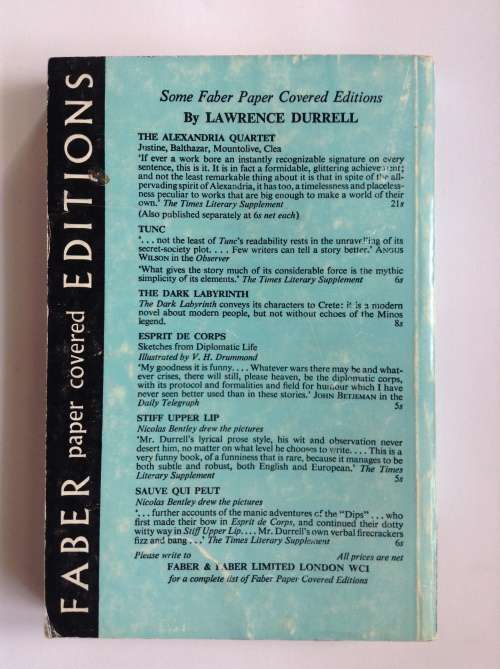 FABER paper covered EDITIONS
Some Faber Paper Covered Editions
By LAWRENCE DURRELL
THE ALEXANDRIA QUARTET
Justine, Balthazar, Mountolive, Clea
'If ever a work bore an instantly recognizable signature on every
sentence, this is it. It is in fact a formidable, glittering achievement;
and not the least remarkable thing about it is that in spite of the all-
pervading spirit of Alexandria, it has too, a timelessness and placeless-
ness peculiar to works that are big enough to make a world of their
own.' The Times Literary Supplement 21s
(Also published separately at 6s net each)
TUNC
'. . . not the least of Tunc's readability rests in the unravelling of its
secret-society plot. . . . Few writers can tell a story better.' ANGUS
WILSON in the Observer
'What gives the story much of its considerable force is the mythic
simplicity of its elements.' The Times Literary Supplement 6s
THE DARK LABYRINTH
The Dark Labyrinth conveys its characters to Crete: it is a modern
novel about modern people, but not without echoes of the Minos
legend. 8s
ESPRIT DE CORPS
Sketches from Diplomatic Life
Illustrated by V. H. Drummond
'My goodness it is funny. . . . Whatever wars there may be and what-
ever crises, there will still, please heaven, be the diplomatic corps,
with its protocol and formalities and field for humour which I have
never seen better used than in these stories.' JOHN BETJEMAN in the
Daily Telegraph 5s
STIFF UPPER LIP
Nicolas Bentley drew the pictures
'Mr. Durrell's lyrical prose style, his wit and observation never
desert him, no matter on what level he chooses to write. . . . This is a
very funny book, of a funniness that is rare, because it manages to be
both subtle and robust, both English and European.' The Times
Literary Supplement 5s
SAUVE QUI PEUT
Nicolas Bentley drew the pictures
'. . . further accounts of the manic adventures of the "Dips" . . . who
first made their bow in Esprit de Corps, and continued their dotty
witty way in Stiff Upper Lip. . . . Mr. Durrell's own verbal firecrackers
fizz and bang . . .' The Times Literary Supplement 6s
Please write to All prices are net
FABER & FABER LIMITED LONDON WC1
for a complete list of Faber Paper Covered Editions